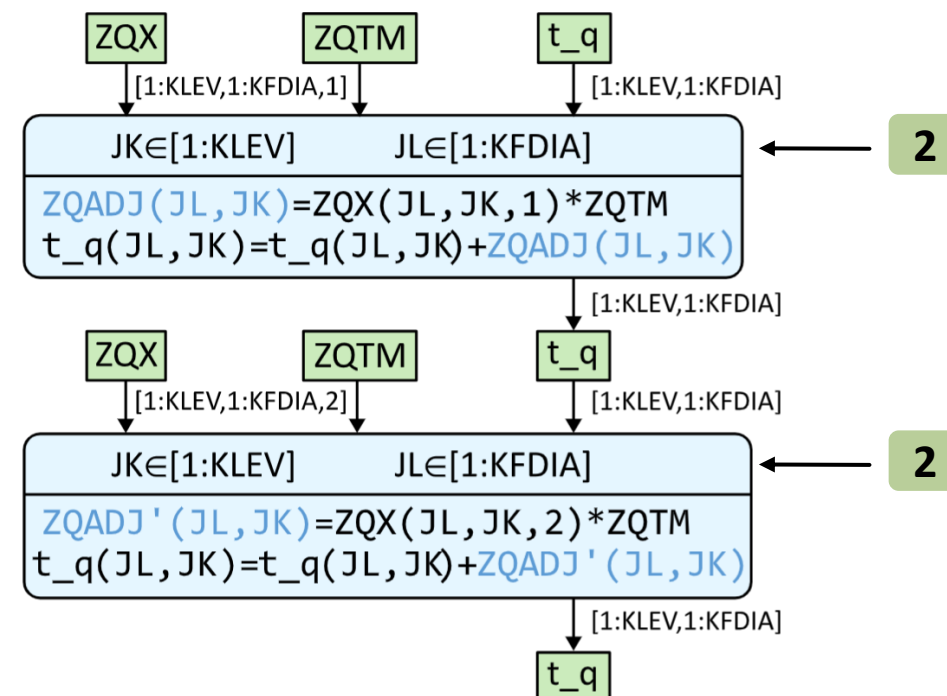 ZQX ZQTM t_q
[1:KLEV,1:KFDIA,1] [1:KLEV,1:KFDIA]
JK∈[1:KLEV] JL∈[1:KFDIA] 2
ZQADJ(JL,JK)=ZQX(JL,JK,1)*ZQTM
t_q(JL,JK)=t_q(JL,JK)+ZQADJ(JL,JK)
[1:KLEV,1:KFDIA]
ZQX ZQTM t_q
[1:KLEV,1:KFDIA,2] [1:KLEV,1:KFDIA]
JK∈[1:KLEV] JL∈[1:KFDIA] 2
ZQADJ'(JL,JK)=ZQX(JL,JK,2)*ZQTM
t_q(JL,JK)=t_q(JL,JK)+ZQADJ'(JL,JK)
[1:KLEV,1:KFDIA]
t_q